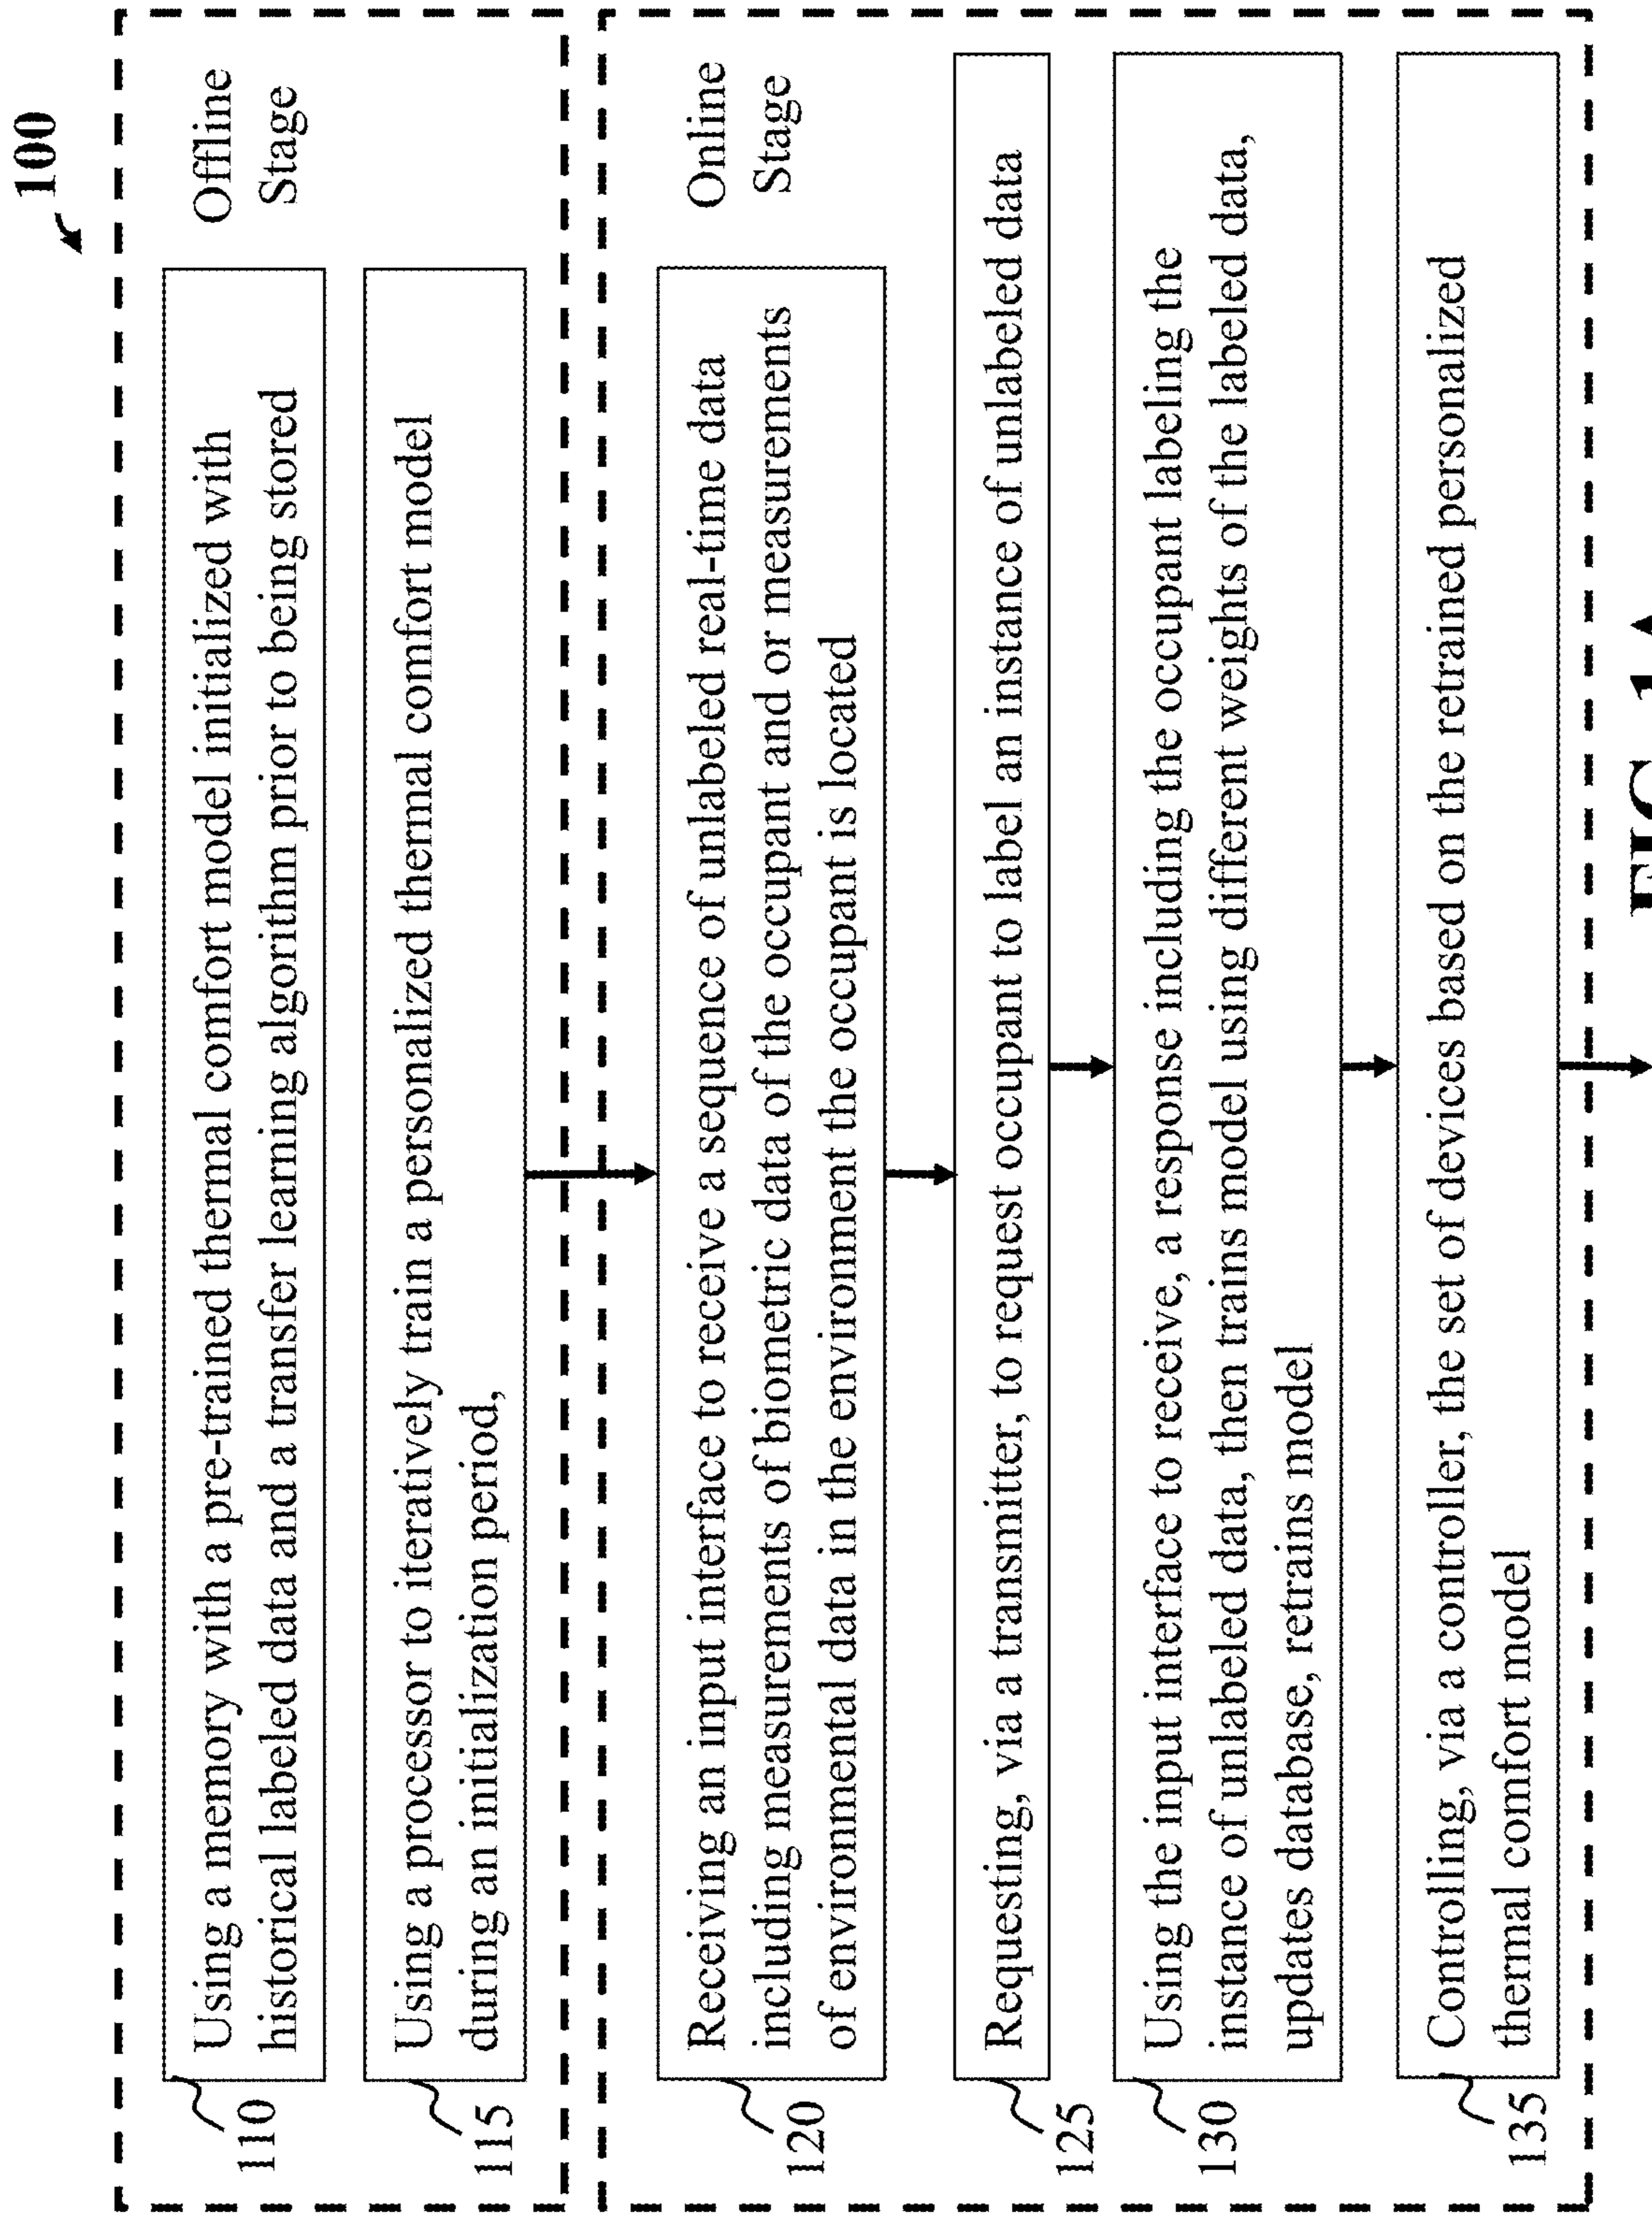 100
Offline
Stage
110
Using a memory with a pre-trained thermal comfort model initialized with
historical labeled data and a transfer learning algorithm prior to being stored
115
Using a processor to iteratively train a personalized thermal comfort model
during an initialization period,
Online
Stage
120
Receiving an input interface to receive a sequence of unlabeled real-time data
including measurements of biometric data of the occupant and or measurements
of environmental data in the environment the occupant is located
125
Requesting, via a transmitter, to request occupant to label an instance of unlabeled data
130
Using the input interface to receive, a response including the occupant labeling the
instance of unlabeled data, then trains model using different weights of the labeled data,
updates database, retrains model
135
Controlling, via a controller, the set of devices based on the retrained personalized
thermal comfort model